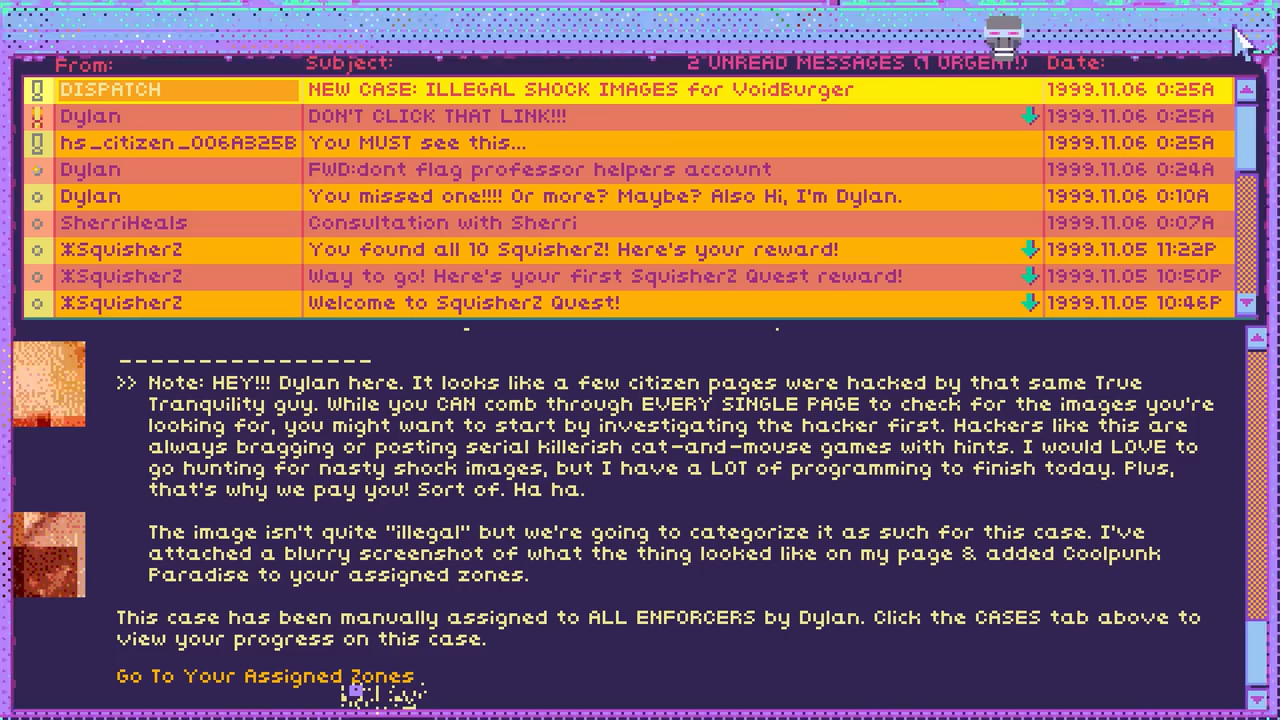 From: Subject: 2 UNREAD MESSAGES (1 URGENT!) Date:
DISPATCH NEW CASE: ILLEGAL SHOCK IMAGES for VoidBurger 1999.11.06 0:25A
Dylan DON'T CLICK THAT LINK!!! 1999.11.06 0:25A
hs_citizen_006A325B You MUST see this... 1999.11.06 0:25A
Dylan FWD:dont flag professor helpers account 1999.11.06 0:24A
Dylan You missed one!!!! Or more? Maybe? Also Hi, I'm Dylan. 1999.11.06 0:10A
SherriHeals Consultation with Sherri 1999.11.06 0:07A
SquisherZ You found all 10 SquisherZ! Here's your reward! 1999.11.05 11:22P
SquisherZ Way to go! Here's your first SquisherZ Quest reward! 1999.11.05 10:50P
SquisherZ Welcome to SquisherZ Quest! 1999.11.05 10:46P
----------------
>> Note: HEY!!! Dylan here. It looks like a few citizen pages were hacked by that same True
Tranquility guy. While you CAN comb through EVERY SINGLE PAGE to check for the images you're
looking for, you might want to start by investigating the hacker first. Hackers like this are
always bragging or posting serial killerish cat-and-mouse games with hints. I would LOVE to
go hunting for nasty shock images, but I have a LOT of programming to finish today. Plus,
that's why we pay you! Sort of. Ha ha.
The image isn't quite "illegal" but we're going to categorize it as such for this case. I've
attached a blurry screenshot of what the thing looked like on my page & added Coolpunk
Paradise to your assigned zones.
This case has been manually assigned to ALL ENFORCERS by Dylan. Click the CASES tab above to
view your progress on this case.
Go To Your Assigned Zones